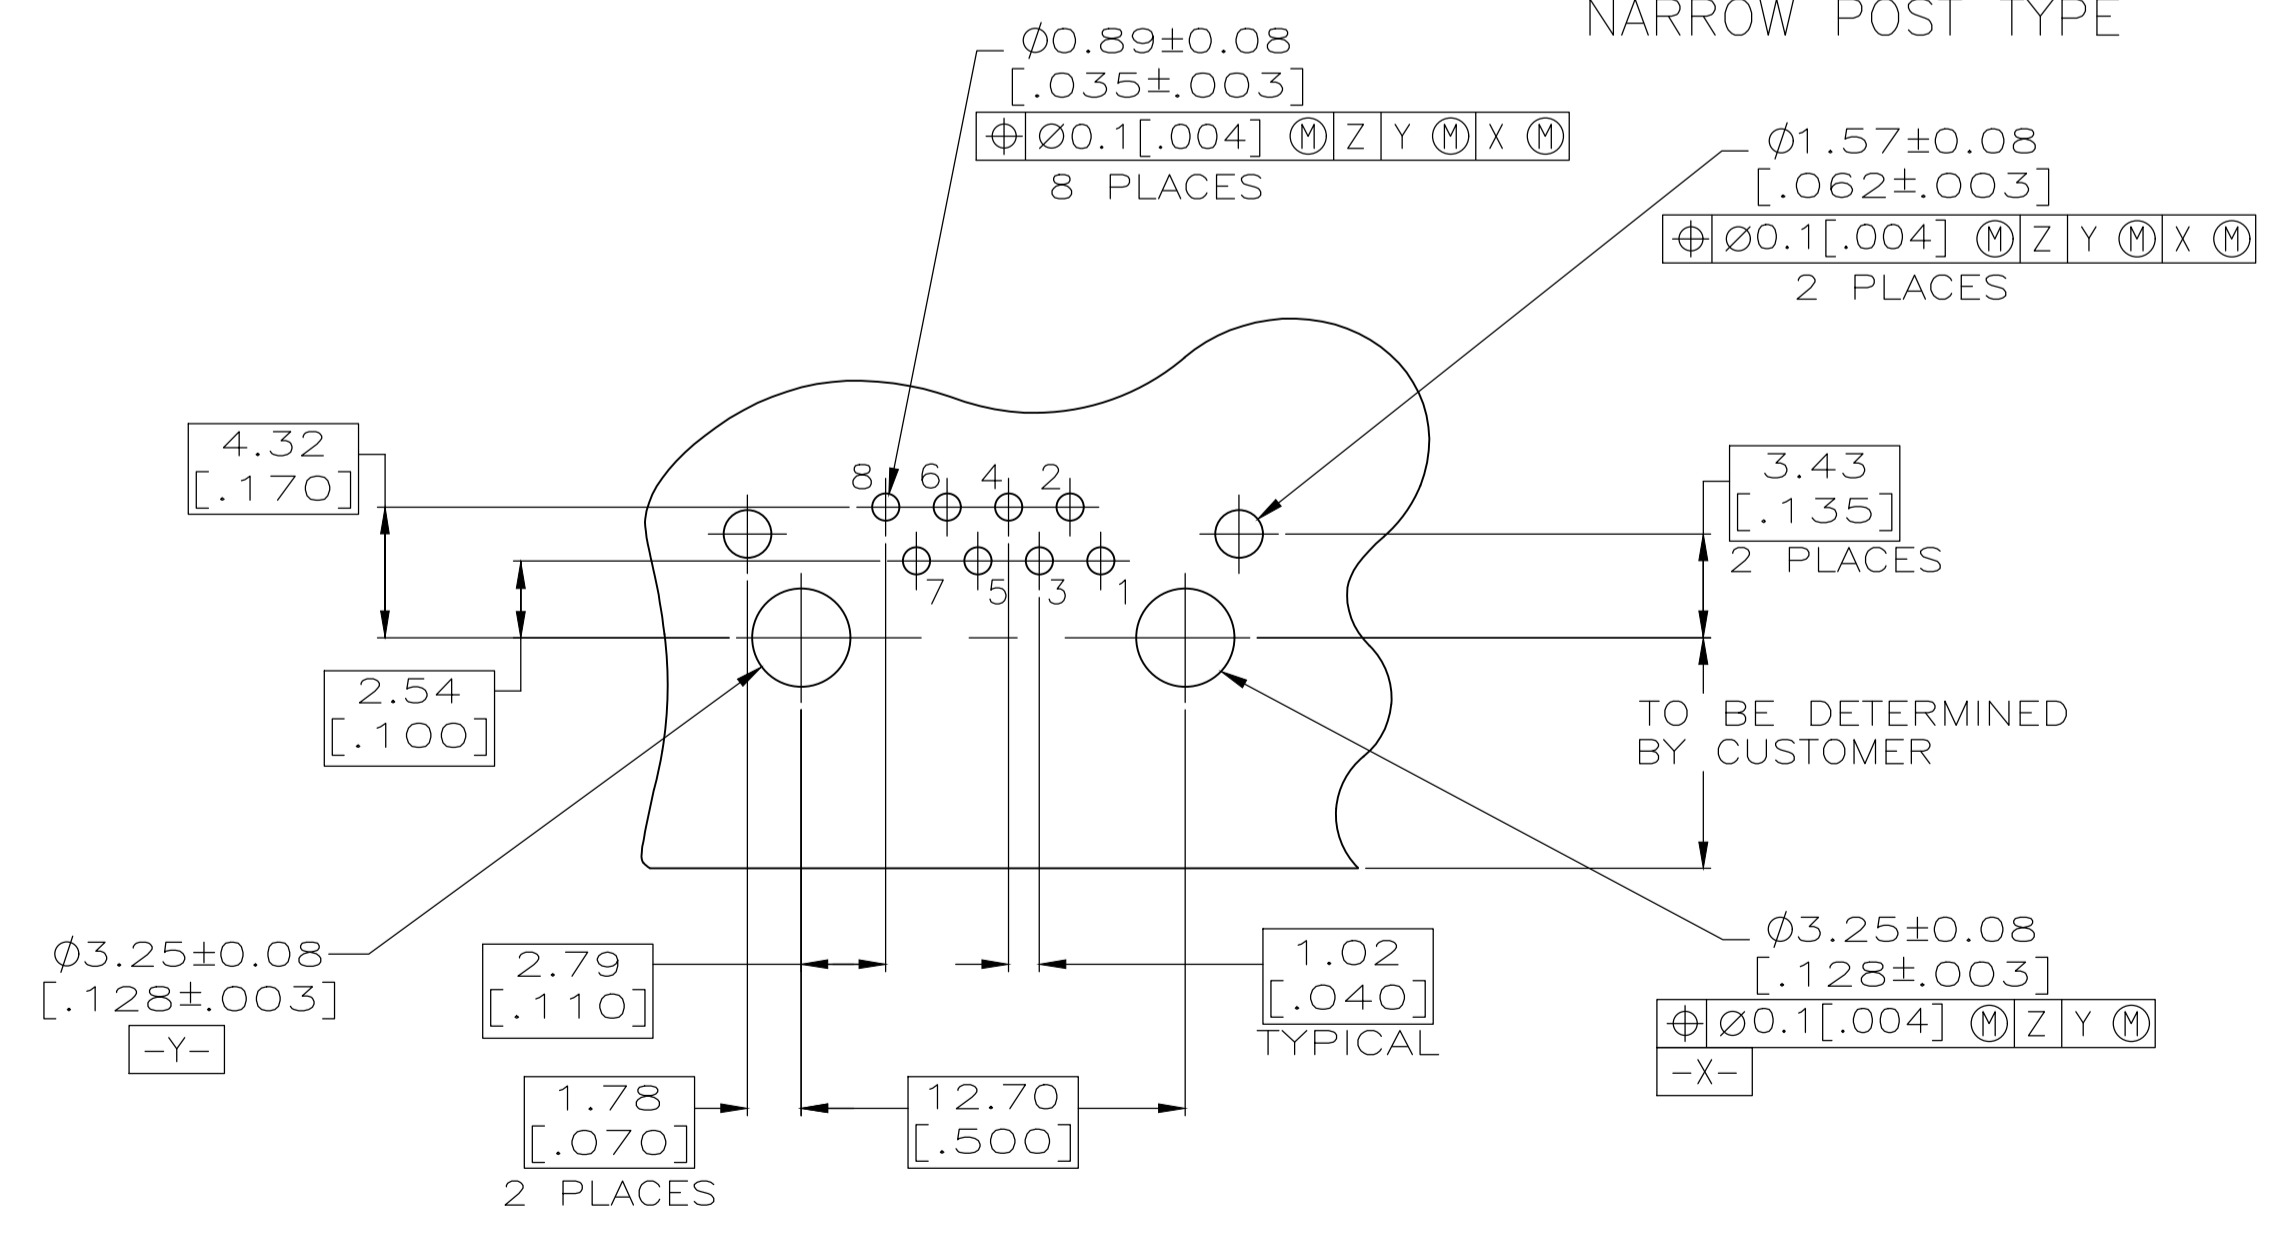 NARROW POST TYPE
⌀0.89±0.08
[.035±.003]
⌖ ⌀0.1[.004] Ⓜ Z Y Ⓜ X Ⓜ
8 PLACES
⌀1.57±0.08
[.062±.003]
⌖ ⌀0.1[.004] Ⓜ Z Y Ⓜ X Ⓜ
2 PLACES
4.32
[.170]
8 6 4 2
3.43
[.135]
2 PLACES
7 5 3 1
2.54
[.100]
TO BE DETERMINED
BY CUSTOMER
⌀3.25±0.08
[.128±.003]
-Y-
2.79
[.110]
1.02
[.040]
TYPICAL
⌀3.25±0.08
[.128±.003]
⌖ ⌀0.1[.004] Ⓜ Z Y Ⓜ
-X-
1.78
[.070]
2 PLACES
12.70
[.500]